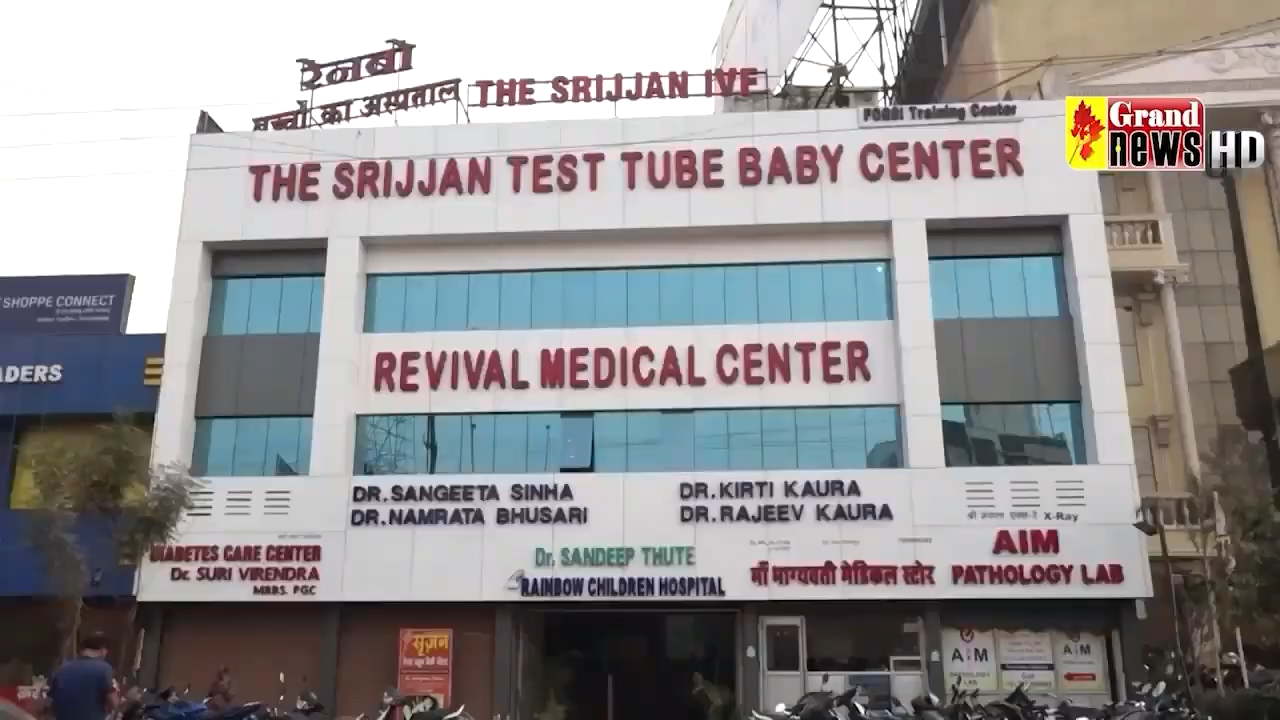 रेनबो
बच्चों का अस्पताल THE SRIJJAN IVF
FOGSI Training Center
Grand
news HD
THE SRIJJAN TEST TUBE BABY CENTER
SHOPPE CONNECT
ADERS
REVIVAL MEDICAL CENTER
DR.SANGEETA SINHA
DR.NAMRATA BHUSARI
DR.KIRTI KAURA
DR.RAJEEV KAURA
X-Ray
DIABETES CARE CENTER
Dr. SURI VIRENDRA
MBBS. PGC
Dr. SANDEEP THUTE
RAINBOW CHILDREN HOSPITAL
माँ भाग्यवती मेडिकल स्टोर
AIM
PATHOLOGY LAB
सृजन
AIM
PATHOLOGY
LAB
AIM